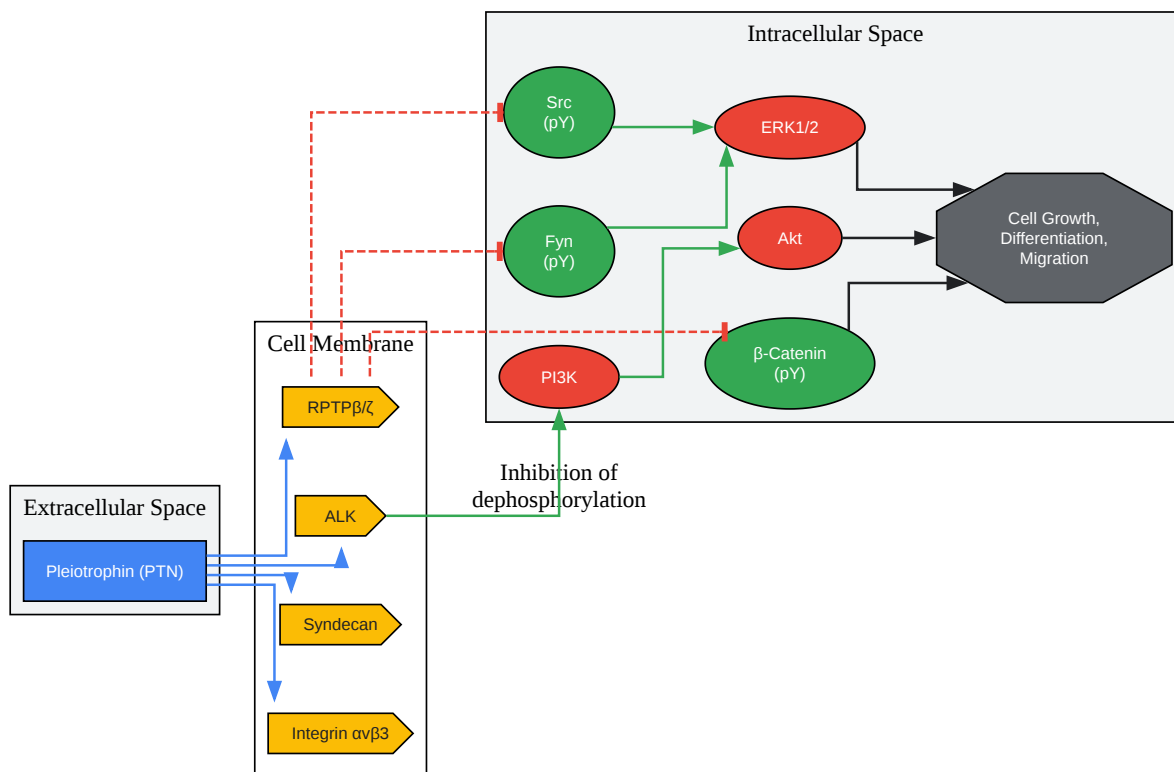 Intracellular Space
Src
(pY)
ERK1/2
Fyn
(pY)
Akt
Cell Growth,
Differentiation,
Migration
Cell Membrane
β-Catenin
(pY)
PI3K
RPTPβ/ζ
Inhibition of
dephosphorylation
Extracellular Space
ALK
Pleiotrophin (PTN)
Syndecan
Integrin αvβ3